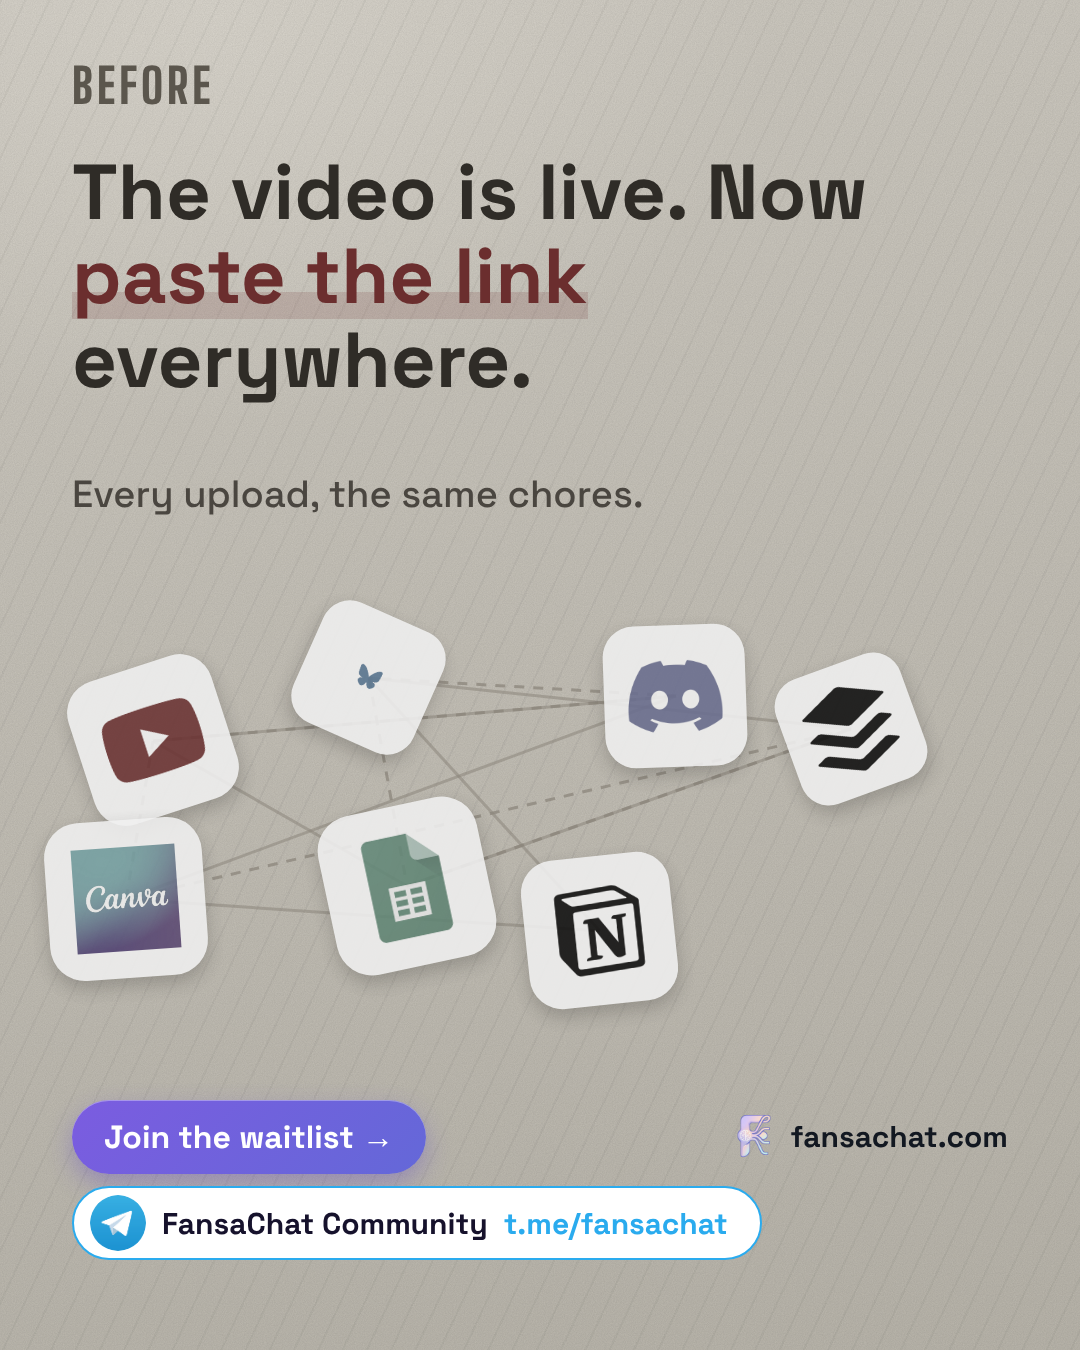 BEFORE
The video is live. Now
paste the link
everywhere.
Every upload, the same chores.
Canva
N
Join the waitlist →
fansachat.com
FansaChat Community t.me/fansachat